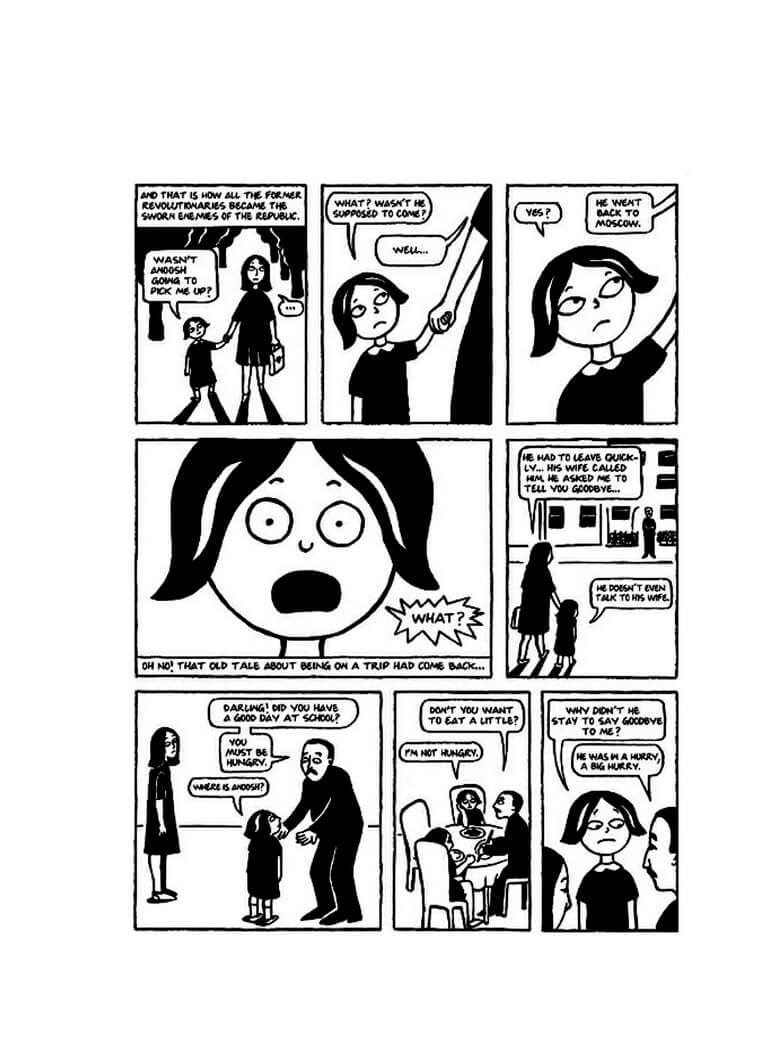 AND THAT IS HOW ALL THE FORMER
REVOLUTIONARIES BECAME THE
SWORN ENEMIES OF THE REPUBLIC.
WASN'T
ANOOSH
GOING TO
PICK ME UP?
...
WHAT? WASN'T HE
SUPPOSED TO COME?
WELL...
YES?
HE WENT
BACK TO
MOSCOW.
WHAT?
OH NO! THAT OLD TALE ABOUT BEING ON A TRIP HAD COME BACK...
HE HAD TO LEAVE QUICK-
LY... HIS WIFE CALLED
HIM. HE ASKED ME TO
TELL YOU GOODBYE...
HE DOESN'T EVEN
TALK TO HIS WIFE.
DARLING! DID YOU HAVE
A GOOD DAY AT SCHOOL?
YOU
MUST BE
HUNGRY.
WHERE IS ANOOSH?
DON'T YOU WANT
TO EAT A LITTLE?
I'M NOT HUNGRY.
WHY DIDN'T HE
STAY TO SAY GOODBYE
TO ME?
HE WAS IN A HURRY,
A BIG HURRY.